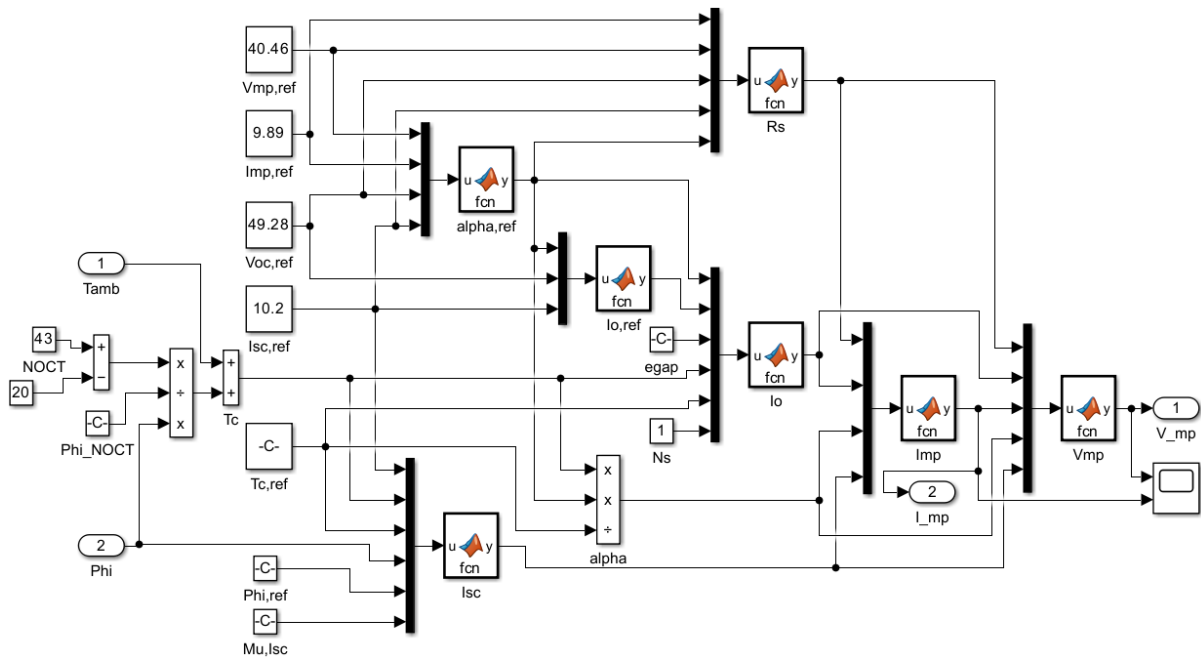 40.46
Vmp,ref
9.89
Imp,ref
49.28
Voc,ref
10.2
Isc,ref
1
Tamb
43
NOCT
20
+
−
-C-
Phi_NOCT
x
÷
x
+
+
Tc
-C-
Tc,ref
2
Phi
-C-
Phi,ref
-C-
Mu,Isc
u y
fcn
alpha,ref
u y
fcn
Io,ref
-C-
egap
1
Ns
u y
fcn
Isc
x
x
÷
alpha
u y
fcn
Rs
u y
fcn
Io
u y
fcn
Imp
2
I_mp
u y
fcn
Vmp
1
V_mp